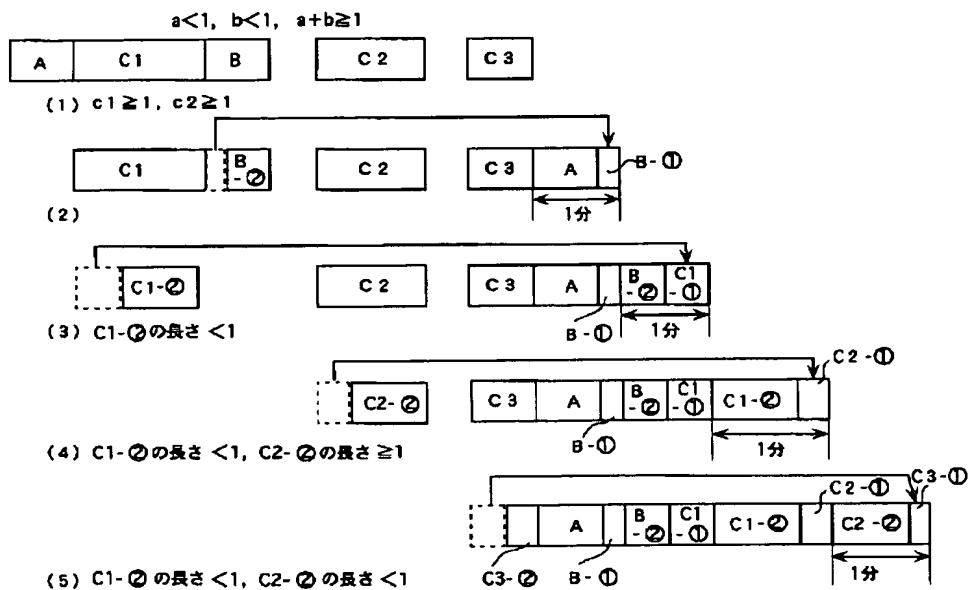 a<1, b<1, a+b≧1
A C1 B C2 C3
(1) c1≧1, c2≧1
C1 B-② C2 C3 A B-①
(2) 1分
C1-② C2 C3 A B-② C1-①
(3) C1-②の長さ<1 B-① 1分
C2-①
C2-② C3 A B-② C1-① C1-②
B-①
(4) C1-②の長さ<1, C2-②の長さ≧1 1分
C2-① C3-①
A B-② C1-① C1-② C2-②
(5) C1-②の長さ<1, C2-②の長さ<1 C3-② B-① 1分